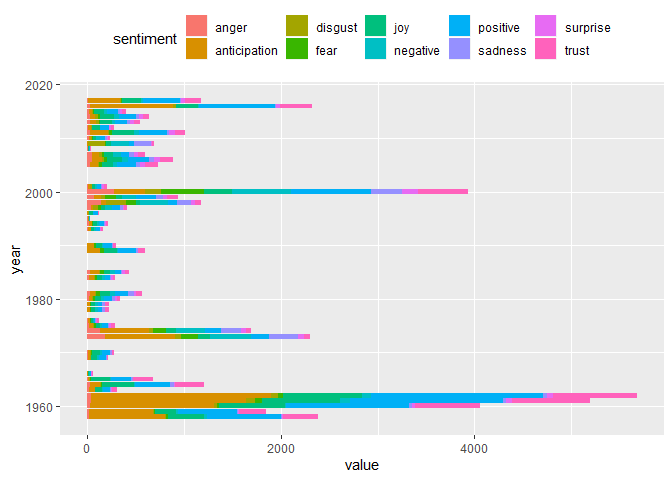 sentiment
anger disgust joy positive surprise
anticipation fear negative sadness trust
2020
2000
1980
1960
year
0 2000 4000
value